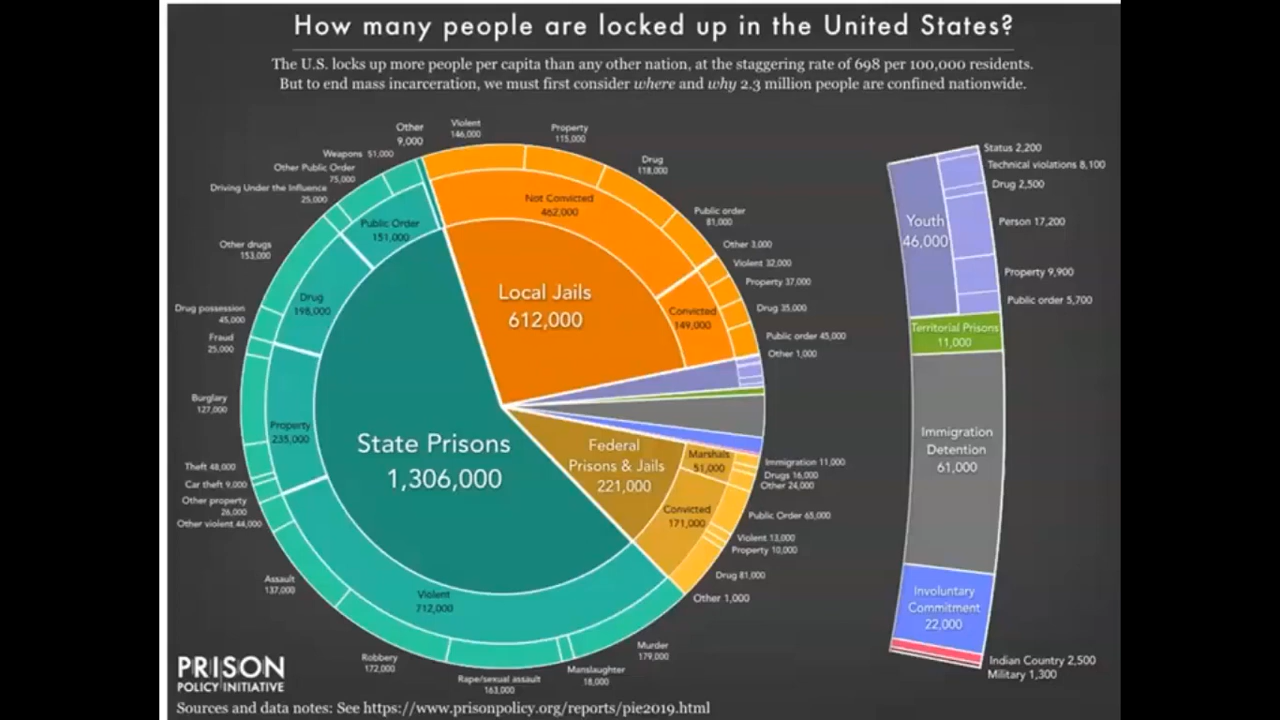 How many people are locked up in the United States?
The U.S. locks up more people per capita than any other nation, at the staggering rate of 698 per 100,000 residents.
But to end mass incarceration, we must first consider where and why 2.3 million people are confined nationwide.
Other
9,000
Violent
146,000
Property
115,000
Drug
118,000
Public order
81,000
Other 3,000
Violent 32,000
Property 37,000
Drug 35,000
Public order 45,000
Other 1,000
Not Convicted
462,000
Local Jails
612,000
Convicted
149,000
Weapons 51,000
Other Public Order
75,000
Driving Under the Influence
25,000
Public Order
151,000
Other drugs
153,000
Drug
198,000
Drug possession
45,000
Fraud
25,000
Burglary
127,000
Property
235,000
Theft 48,000
Car theft 9,000
Other property
26,000
Other violent 44,000
Assault
137,000
Violent
712,000
Robbery
172,000
Rape/sexual assault
163,000
Manslaughter
18,000
Murder
179,000
State Prisons
1,306,000
Federal
Prisons & Jails
221,000
Marshals
51,000
Convicted
171,000
Immigration 11,000
Drugs 16,000
Other 24,000
Public Order 65,000
Violent 13,000
Property 10,000
Drug 81,000
Other 1,000
Youth
46,000
Status 2,200
Technical violations 8,100
Drug 2,500
Person 17,200
Property 9,900
Public order 5,700
Territorial Prisons
11,000
Immigration
Detention
61,000
Involuntary
Commitment
22,000
Indian Country 2,500
Military 1,300
PRISON
POLICY INITIATIVE
Sources and data notes: See https://www.prisonpolicy.org/reports/pie2019.html